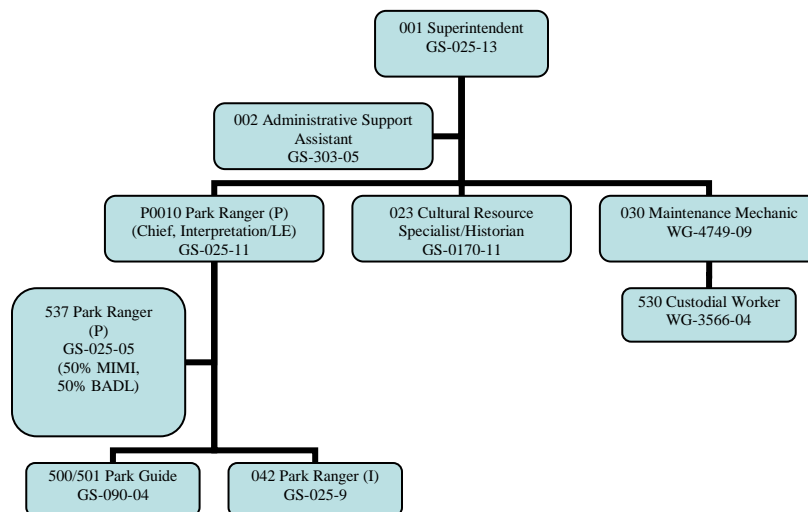 001 Superintendent
GS-025-13
002 Administrative Support
Assistant
GS-303-05
P0010 Park Ranger (P)
(Chief, Interpretation/LE)
GS-025-11
023 Cultural Resource
Specialist/Historian
GS-0170-11
030 Maintenance Mechanic
WG-4749-09
530 Custodial Worker
WG-3566-04
537 Park Ranger
(P)
GS-025-05
(50% MIMI,
50% BADL)
500/501 Park Guide
GS-090-04
042 Park Ranger (I)
GS-025-9